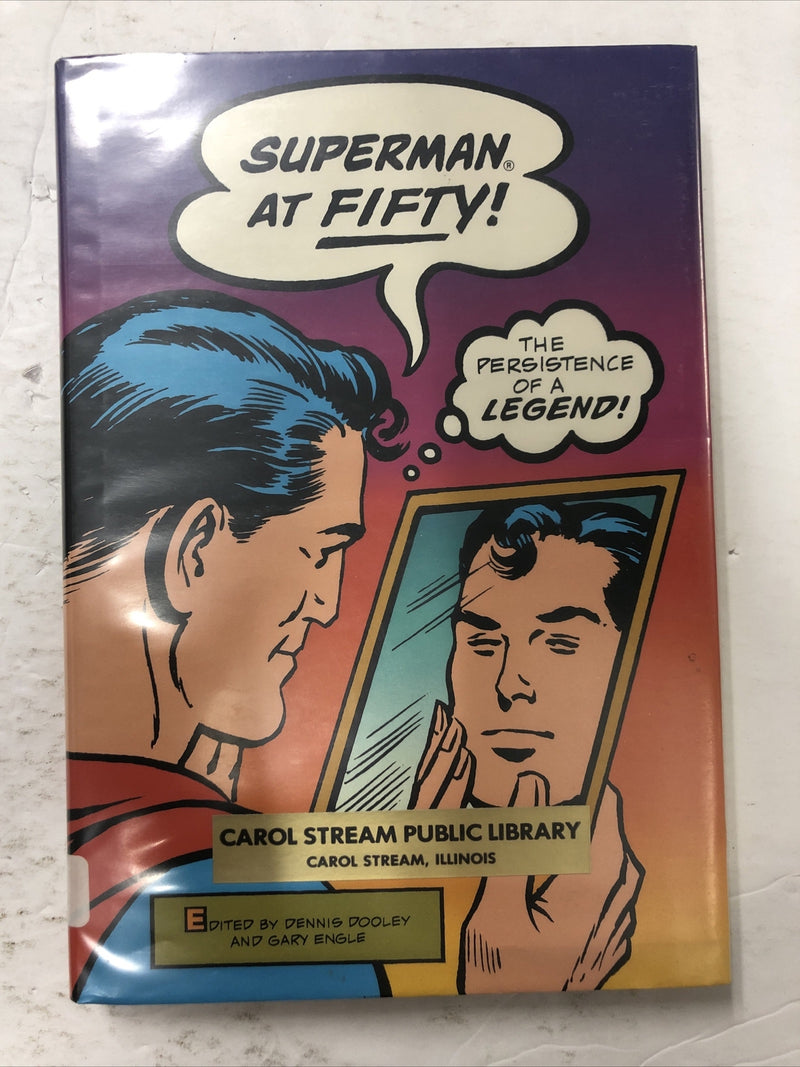 SUPERMAN®
AT FIFTY!
THE
PERSISTENCE
OF A
LEGEND!
CAROL STREAM PUBLIC LIBRARY
CAROL STREAM, ILLINOIS
EDITED BY DENNIS DOOLEY
AND GARY ENGLE